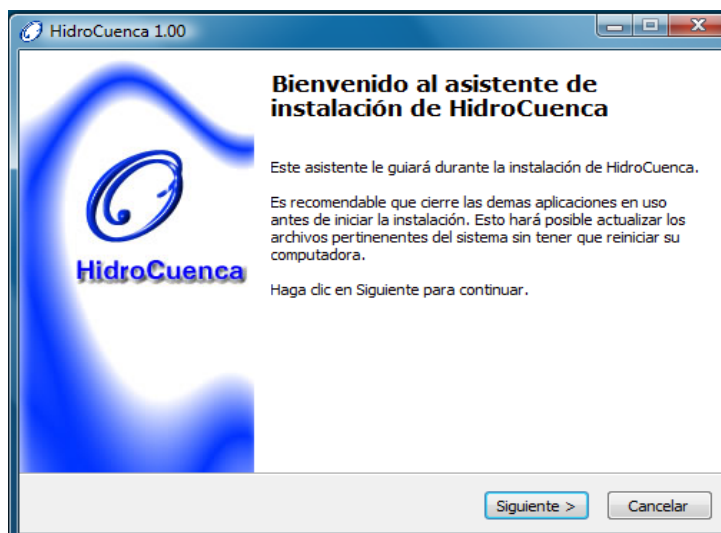 HidroCuenca 1.00
Bienvenido al asistente de
instalación de HidroCuenca
Este asistente le guiará durante la instalación de HidroCuenca.
Es recomendable que cierre las demas aplicaciones en uso
antes de iniciar la instalación. Esto hará posible actualizar los
archivos pertinenentes del sistema sin tener que reiniciar su
computadora.
Haga clic en Siguiente para continuar.
HidroCuenca
Siguiente >
Cancelar